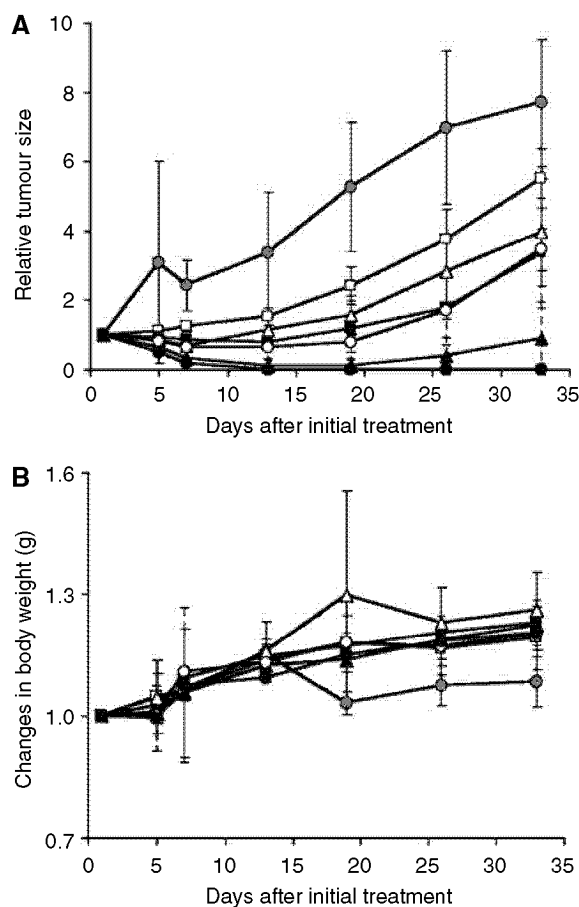 A
10
8
6
4
2
0
Relative tumour size
0 5 10 15 20 25 30 35
Days after initial treatment
B
1.6
1.3
1.0
0.7
Changes in body weight (g)
0 5 10 15 20 25 30 35
Days after initial treatment